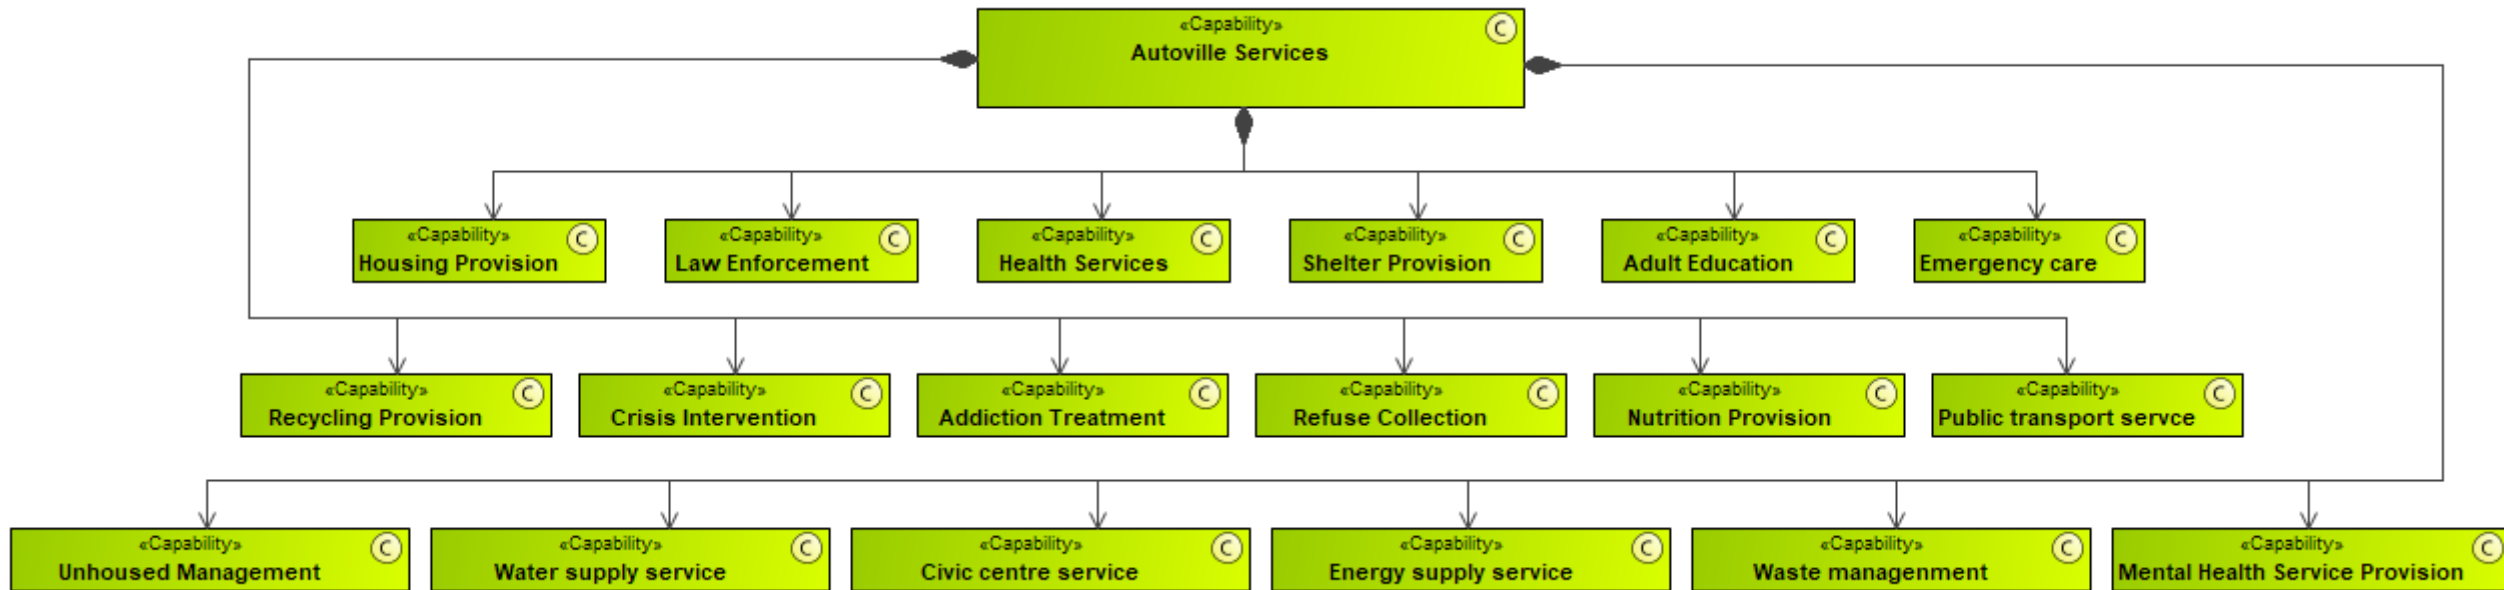 «Capability»
C
Autoville Services
«Capability»
C
Housing Provision
«Capability»
C
Law Enforcement
«Capability»
C
Health Services
«Capability»
C
Shelter Provision
«Capability»
C
Adult Education
«Capability»
C
Emergency care
«Capability»
C
Recycling Provision
«Capability»
C
Crisis Intervention
«Capability»
C
Addiction Treatment
«Capability»
C
Refuse Collection
«Capability»
C
Nutrition Provision
«Capability»
C
Public transport servce
«Capability»
C
Unhoused Management
«Capability»
C
Water supply service
«Capability»
C
Civic centre service
«Capability»
C
Energy supply service
«Capability»
C
Waste managenment
«Capability»
C
Mental Health Service Provision